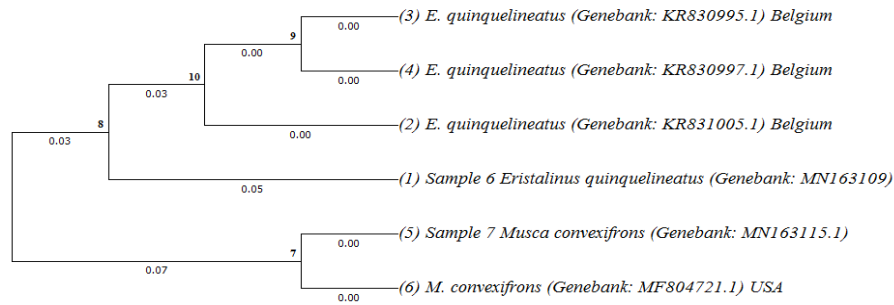 9
0.00
(3) E. quinquelineatus (Genebank: KR830995.1) Belgium
10
0.00
0.00
(4) E. quinquelineatus (Genebank: KR830997.1) Belgium
8
0.03
0.00
(2) E. quinquelineatus (Genebank: KR831005.1) Belgium
0.03
0.05
(1) Sample 6 Eristalinus quinquelineatus (Genebank: MN163109)
7
0.00
(5) Sample 7 Musca convexifrons (Genebank: MN163115.1)
0.07
0.00
(6) M. convexifrons (Genebank: MF804721.1) USA